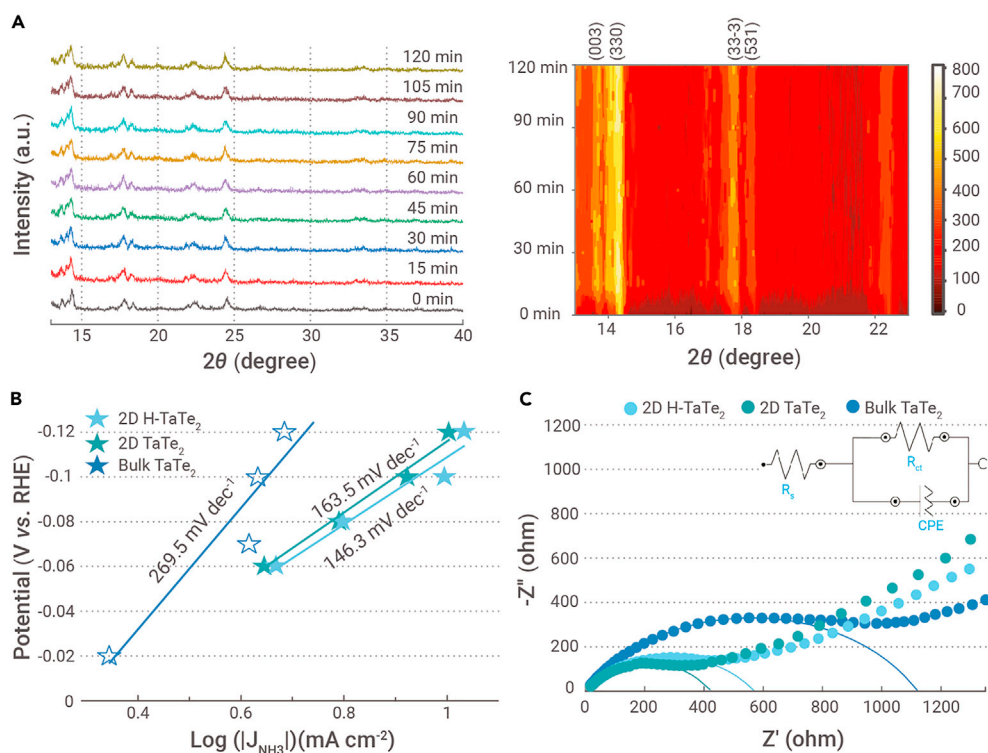 A
Intensity (a.u.)
120 min
105 min
90 min
75 min
60 min
45 min
30 min
15 min
0 min
15 20 25 30 35 40
2θ (degree)
(003) (330) (33-3) (531)
120 min
90 min
60 min
30 min
0 min
14 16 18 20 22
2θ (degree)
800
700
600
500
400
300
200
100
0
B
2D H-TaTe2
2D TaTe2
Bulk TaTe2
Potential (V vs. RHE)
-0.12
-0.1
-0.08
-0.06
-0.04
-0.02
0
269.5 mV dec-1
163.5 mV dec-1
146.3 mV dec-1
0.4 0.6 0.8 1
Log (|JNH3|)(mA cm-2)
C
2D H-TaTe2 2D TaTe2 Bulk TaTe2
-Z" (ohm)
1200
1000
800
600
400
200
0
Rs
Rct
CPE
0 200 400 600 800 1000 1200
Z' (ohm)